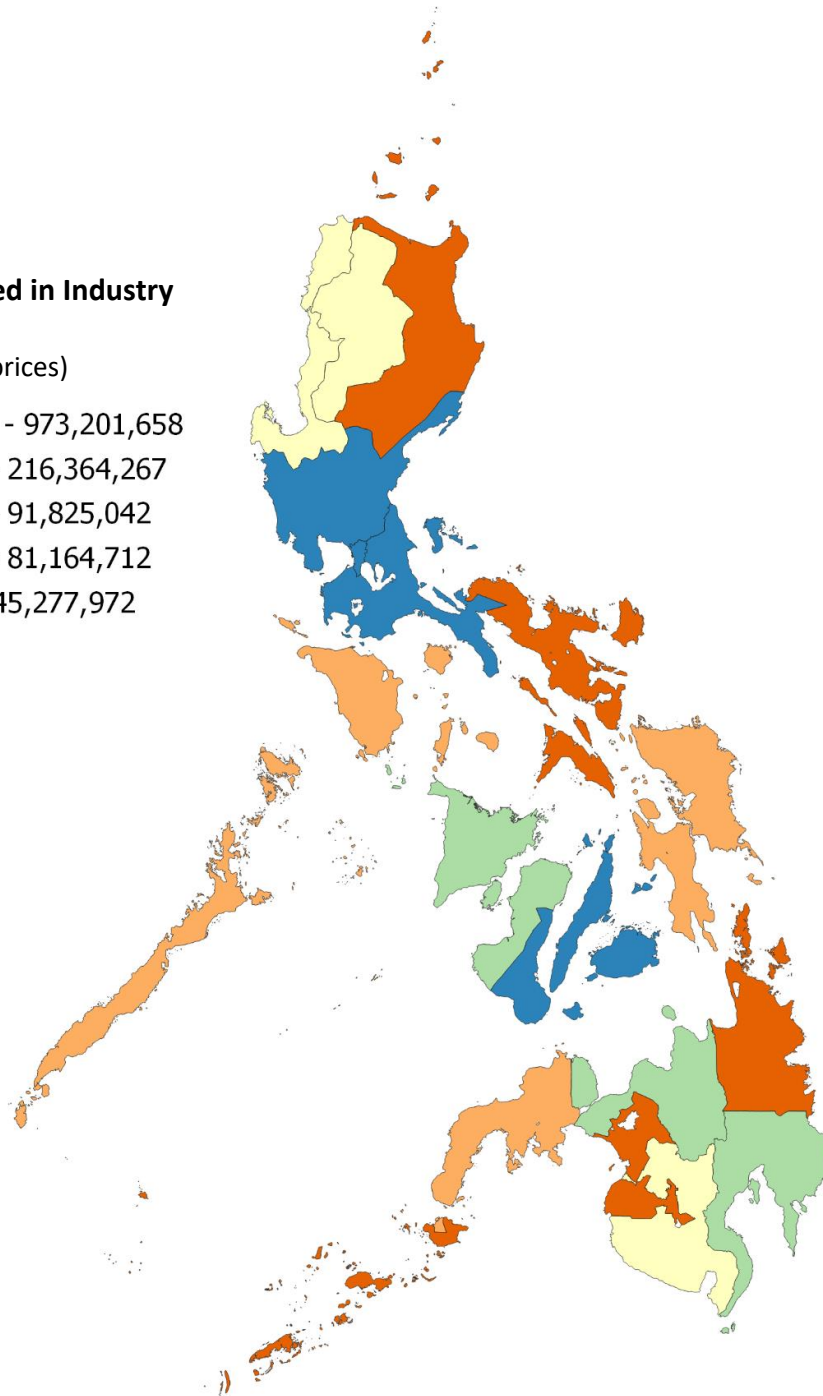 ed in Industry
prices)
- 973,201,658
216,364,267
91,825,042
81,164,712
45,277,972